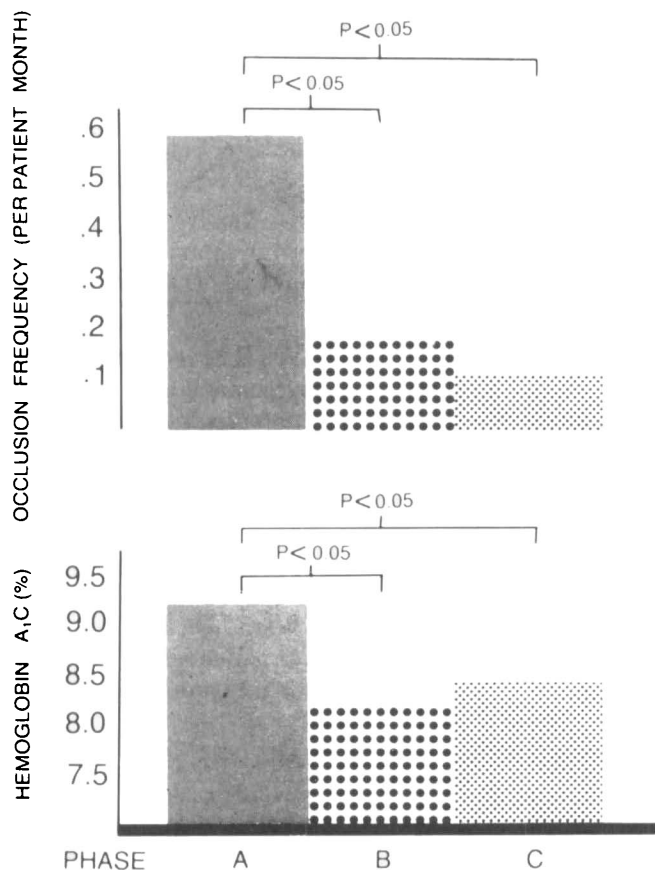 P<0.05
P<0.05
OCCLUSION FREQUENCY (PER PATIENT MONTH)
.6
.5
.4
.3
.2
.1
P<0.05
P<0 05
HEMOGLOBIN A₁C (%)
9.5
9.0
8.5
8.0
7.5
PHASE A B C